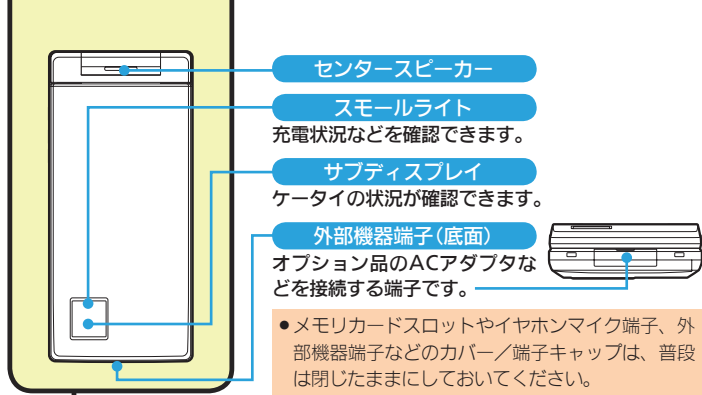 センタースピーカー
スモールライト
充電状況などを確認できます。
サブディスプレイ
ケータイの状況が確認できます。
外部機器端子（底面）
オプション品のACアダプタな
どを接続する端子です。
●メモリカードスロットやイヤホンマイク端子、外
部機器端子などのカバー／端子キャップは、普段
は閉じたままにしておいてください。